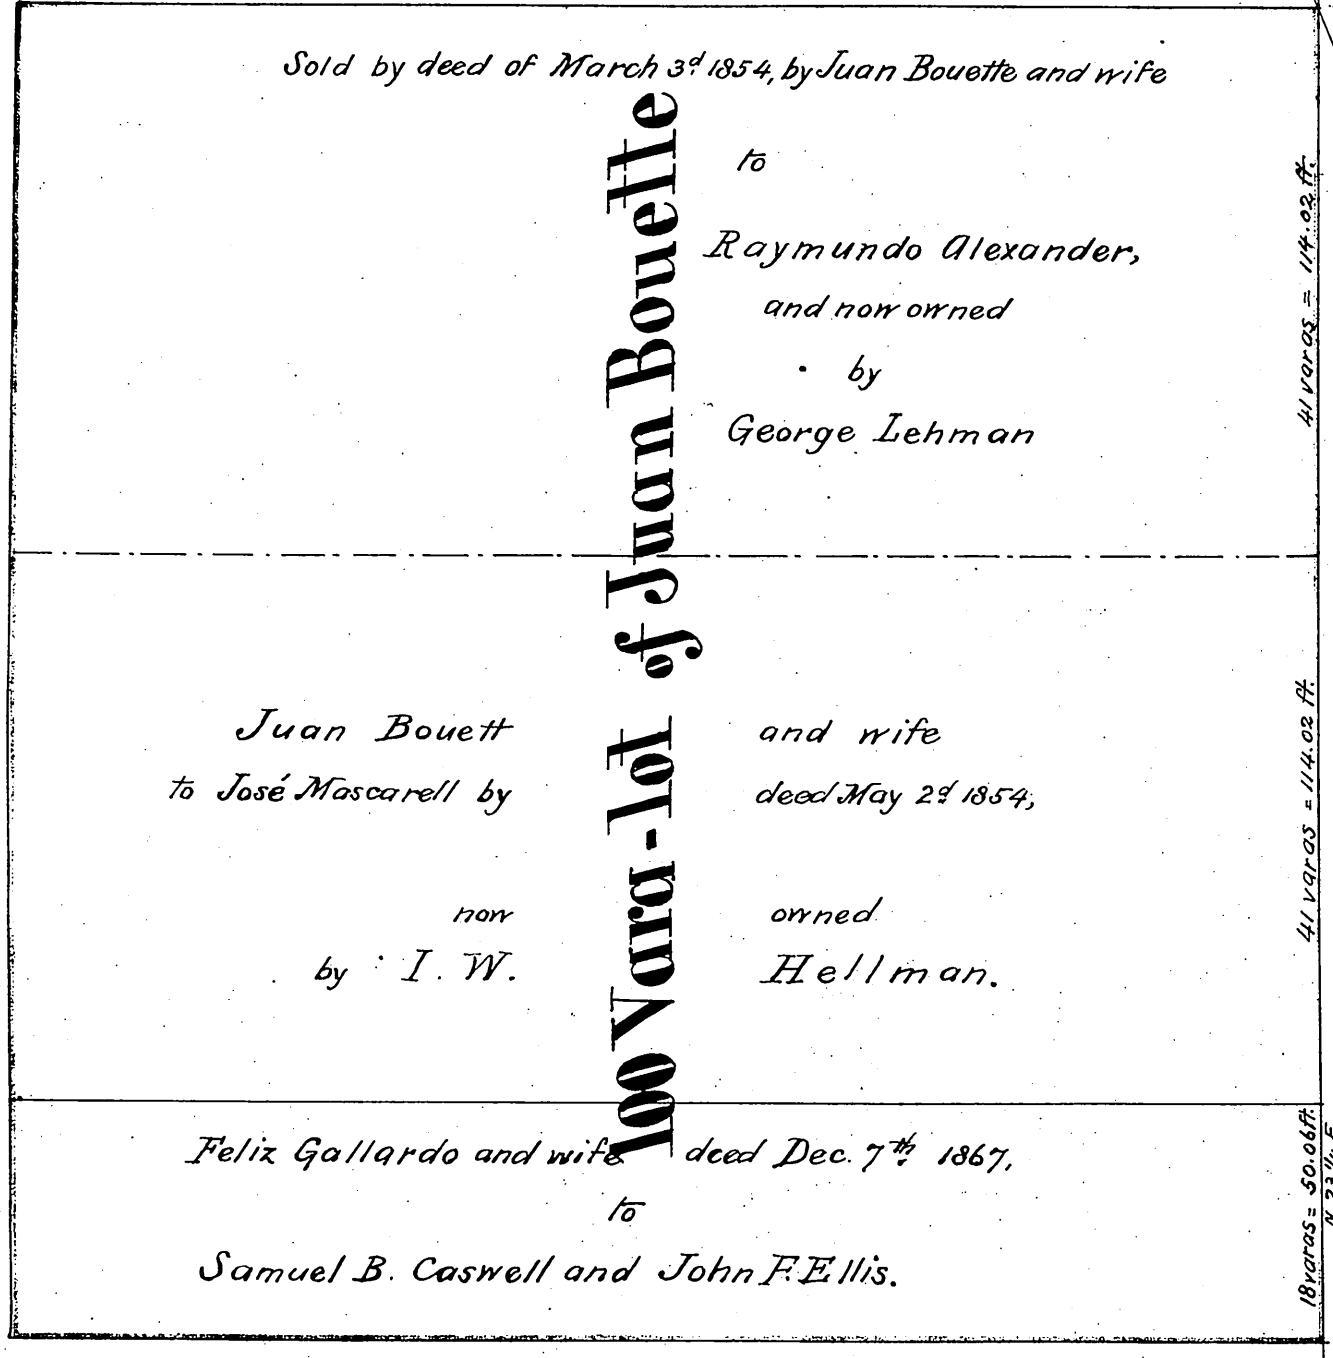 Sold by deed of March 3d 1854, by Juan Bouette and wife
to
Raymundo Alexander,
and now owned
by
George Lehman
41 varas = 114.02 ft.
100 Vara-lot of Juan Bouette
Juan Bouett and wife
to José Mascarell by deed May 2d 1854,
now owned
by I. W. Hellman.
41 varas = 114.02 ft.
Feliz Gallardo and wife deed Dec. 7th 1867,
to
Samuel B. Caswell and John F. Ellis.
18 varas = 50.06 ft.